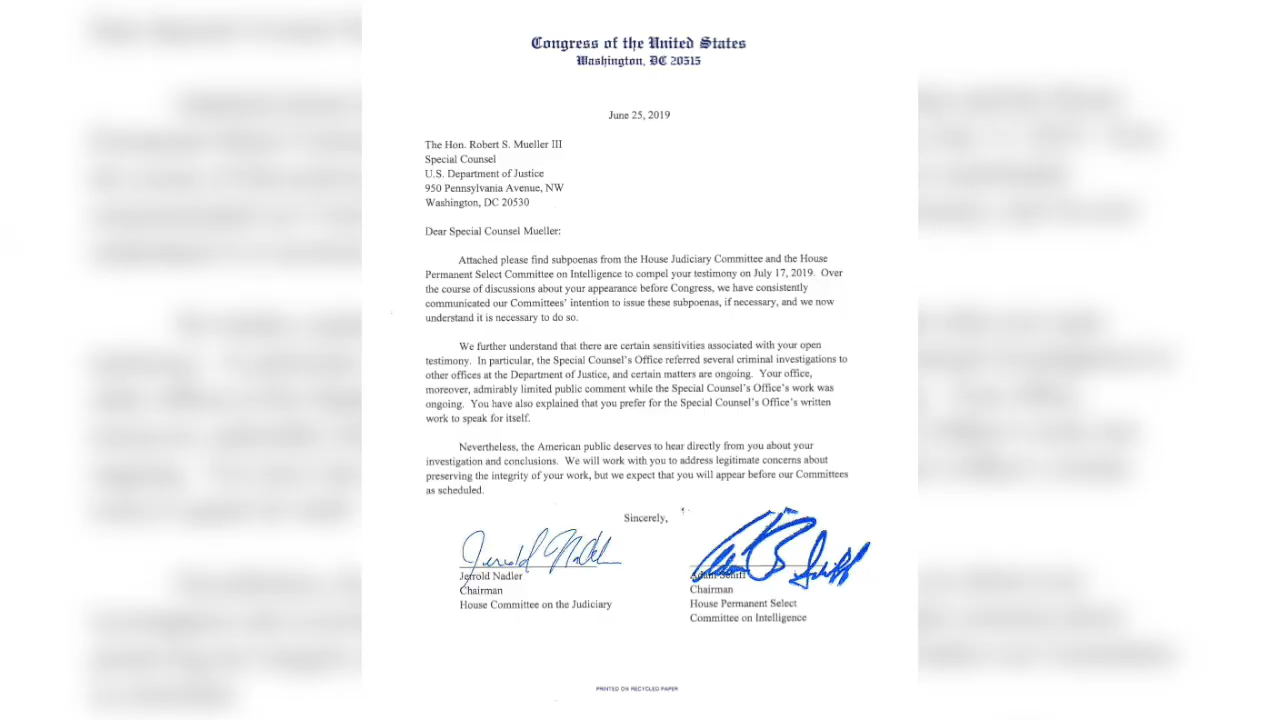 Congress of the United States
Washington, DC 20515
June 25, 2019
The Hon. Robert S. Mueller III
Special Counsel
U.S. Department of Justice
950 Pennsylvania Avenue, NW
Washington, DC 20530
Dear Special Counsel Mueller:
Attached please find subpoenas from the House Judiciary Committee and the House
Permanent Select Committee on Intelligence to compel your testimony on July 17, 2019. Over
the course of discussions about your appearance before Congress, we have consistently
communicated our Committees' intention to issue these subpoenas, if necessary, and we now
understand it is necessary to do so.
We further understand that there are certain sensitivities associated with your open
testimony. In particular, the Special Counsel's Office referred several criminal investigations to
other offices at the Department of Justice, and certain matters are ongoing. Your office,
moreover, admirably limited public comment while the Special Counsel's Office's work was
ongoing. You have also explained that you prefer for the Special Counsel's Office's written
work to speak for itself.
Nevertheless, the American public deserves to hear directly from you about your
investigation and conclusions. We will work with you to address legitimate concerns about
preserving the integrity of your work, but we expect that you will appear before our Committees
as scheduled.
Sincerely,
Jerrold Nadler
Adam Schiff
Jerrold Nadler
Adam Schiff
Chairman
Chairman
House Committee on the Judiciary
House Permanent Select
Committee on Intelligence
PRINTED ON RECYCLED PAPER